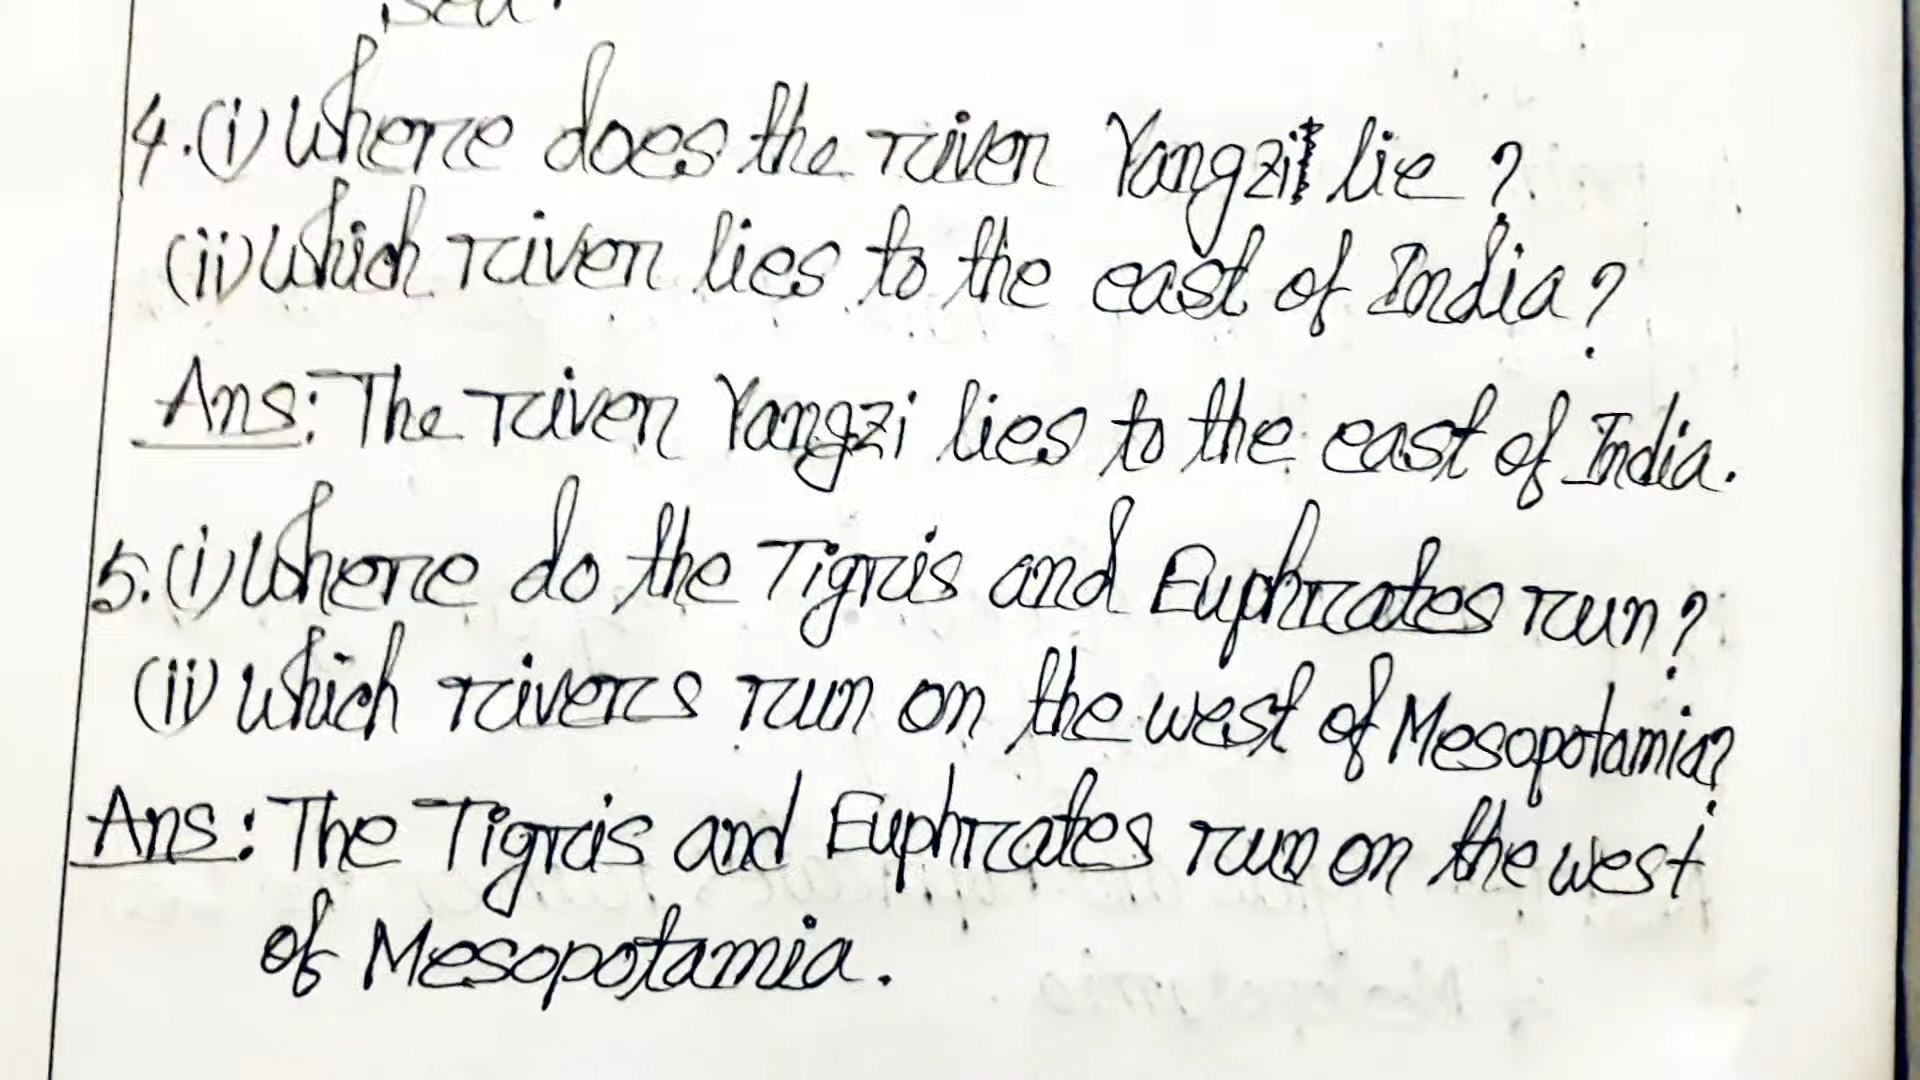 sea.
4.(i) Where does the river Yangzi lie ?
(ii) Which river lies to the east of India?
Ans: The river Yangzi lies to the east of India.
5.(i) Where do the Tigris and Euphrates run?
(ii) Which rivers run on the west of Mesopotamia?
Ans: The Tigris and Euphrates run on the west
of Mesopotamia.